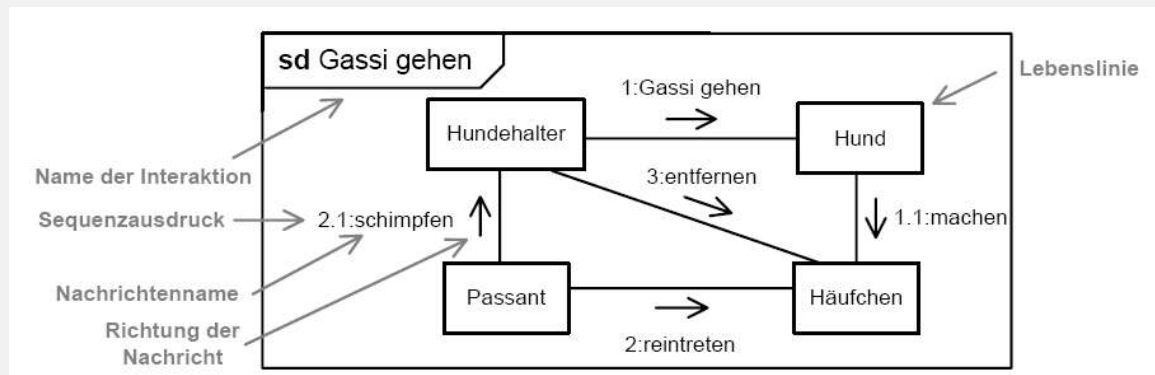 sd Gassi gehen
Lebenslinie
1:Gassi gehen
Hundehalter
Hund
Name der Interaktion
3:entfernen
Sequenzausdruck
2.1:schimpfen
1.1:machen
Nachrichtenname
Passant
Häufchen
Richtung der
Nachricht
2:reintreten